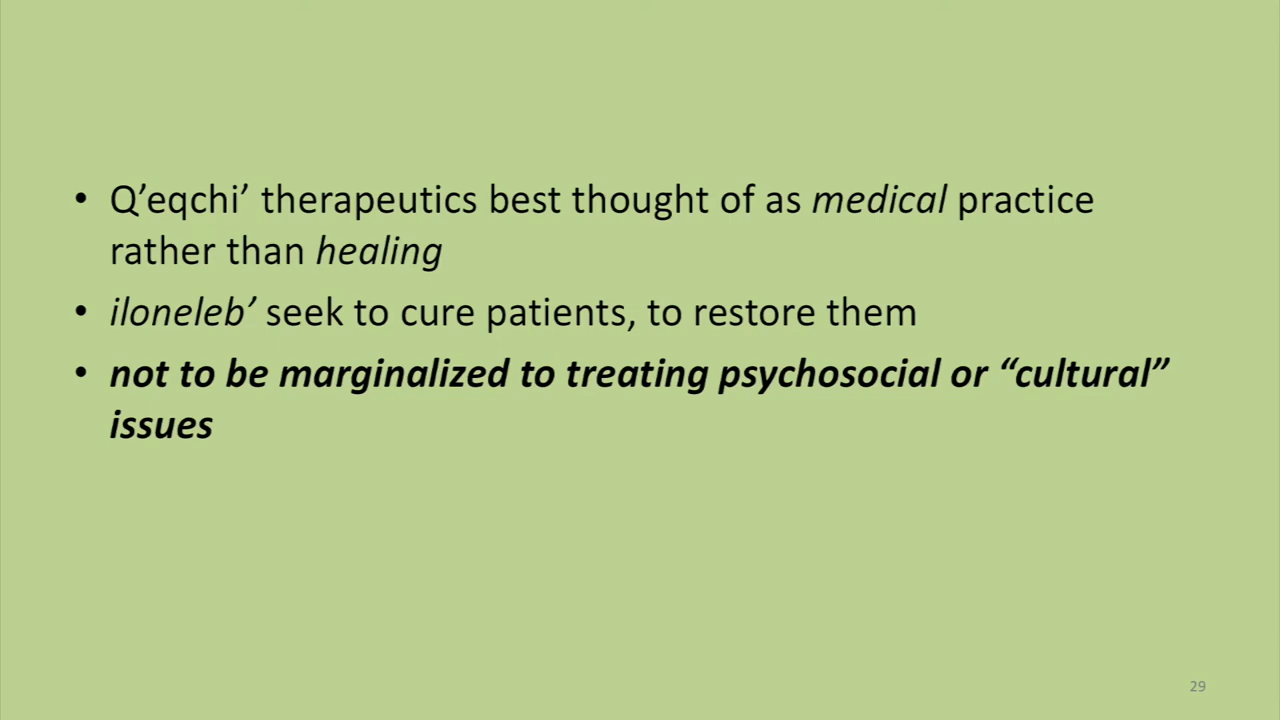 • Q’eqchi’ therapeutics best thought of as medical practice
rather than healing
• iloneleb’ seek to cure patients, to restore them
• not to be marginalized to treating psychosocial or “cultural”
issues
29